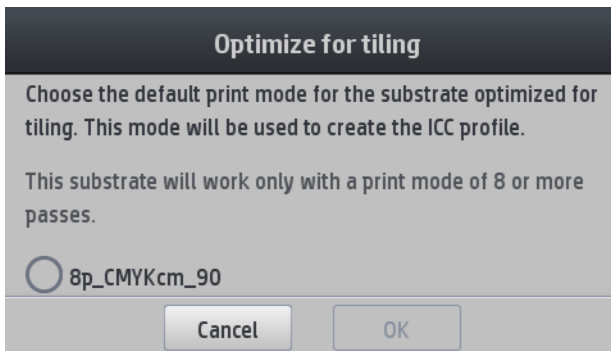 Optimize for tiling
Choose the default print mode for the substrate optimized for
tiling. This mode will be used to create the ICC profile.
This substrate will work only with a print mode of 8 or more
passes.
8p_CMYKcm_90
Cancel OK